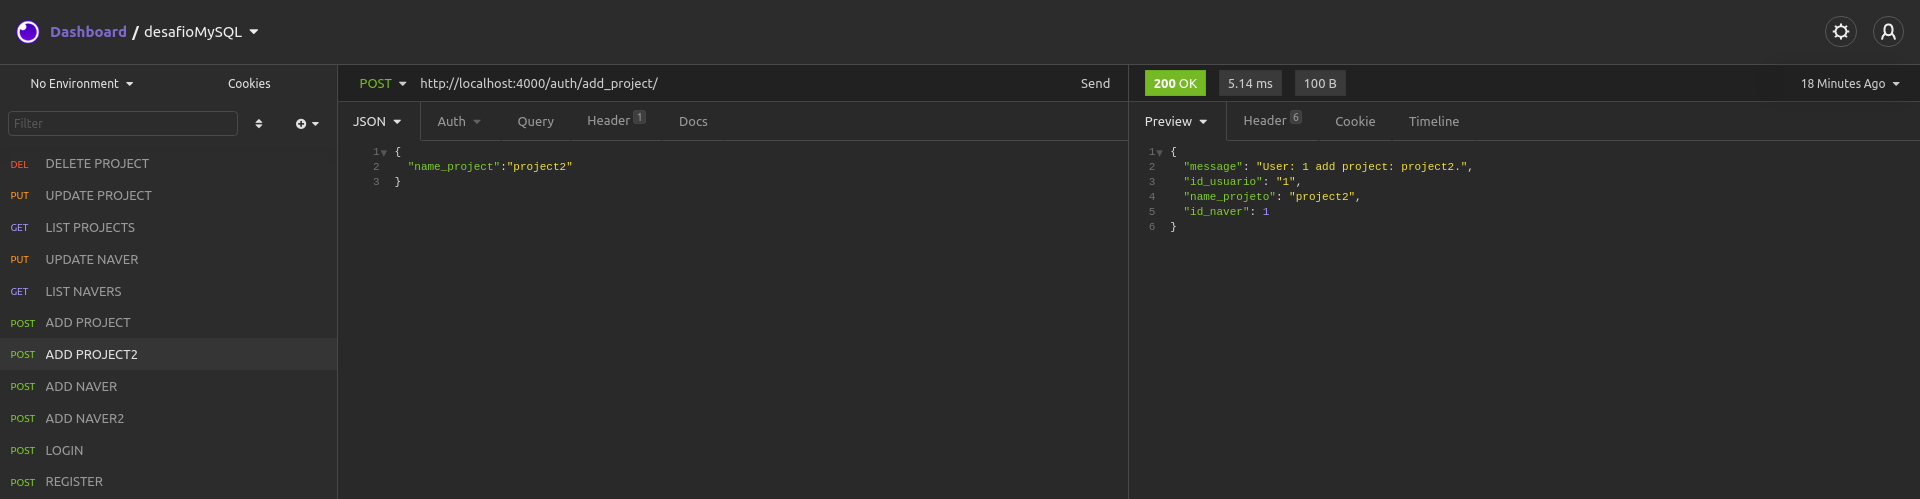 Dashboard / desafioMySQL
No Environment Cookies
Filter
DEL DELETE PROJECT
PUT UPDATE PROJECT
GET LIST PROJECTS
PUT UPDATE NAVER
GET LIST NAVERS
POST ADD PROJECT
POST ADD PROJECT2
POST ADD NAVER
POST ADD NAVER2
POST LOGIN
POST REGISTER
POST http://localhost:4000/auth/add_project/ Send
JSON Auth Query Header 1 Docs
1 {
2 "name_project":"project2"
3 }
200 OK 5.14 ms 100 B 18 Minutes Ago
Preview Header 6 Cookie Timeline
1 {
2 "message": "User: 1 add project: project2.",
3 "id_usuario": "1",
4 "name_projeto": "project2",
5 "id_naver": 1
6 }